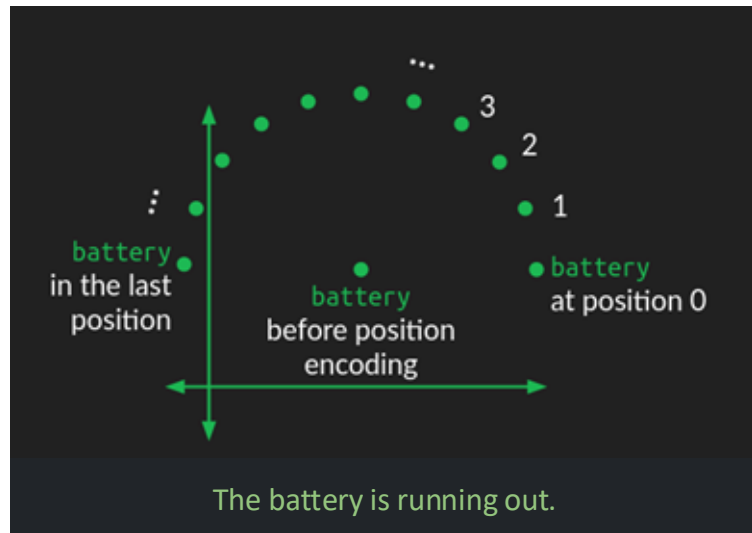 ...
3
2
1
...
battery
in the last
position
battery
before position
encoding
battery
at position 0
The battery is running out.